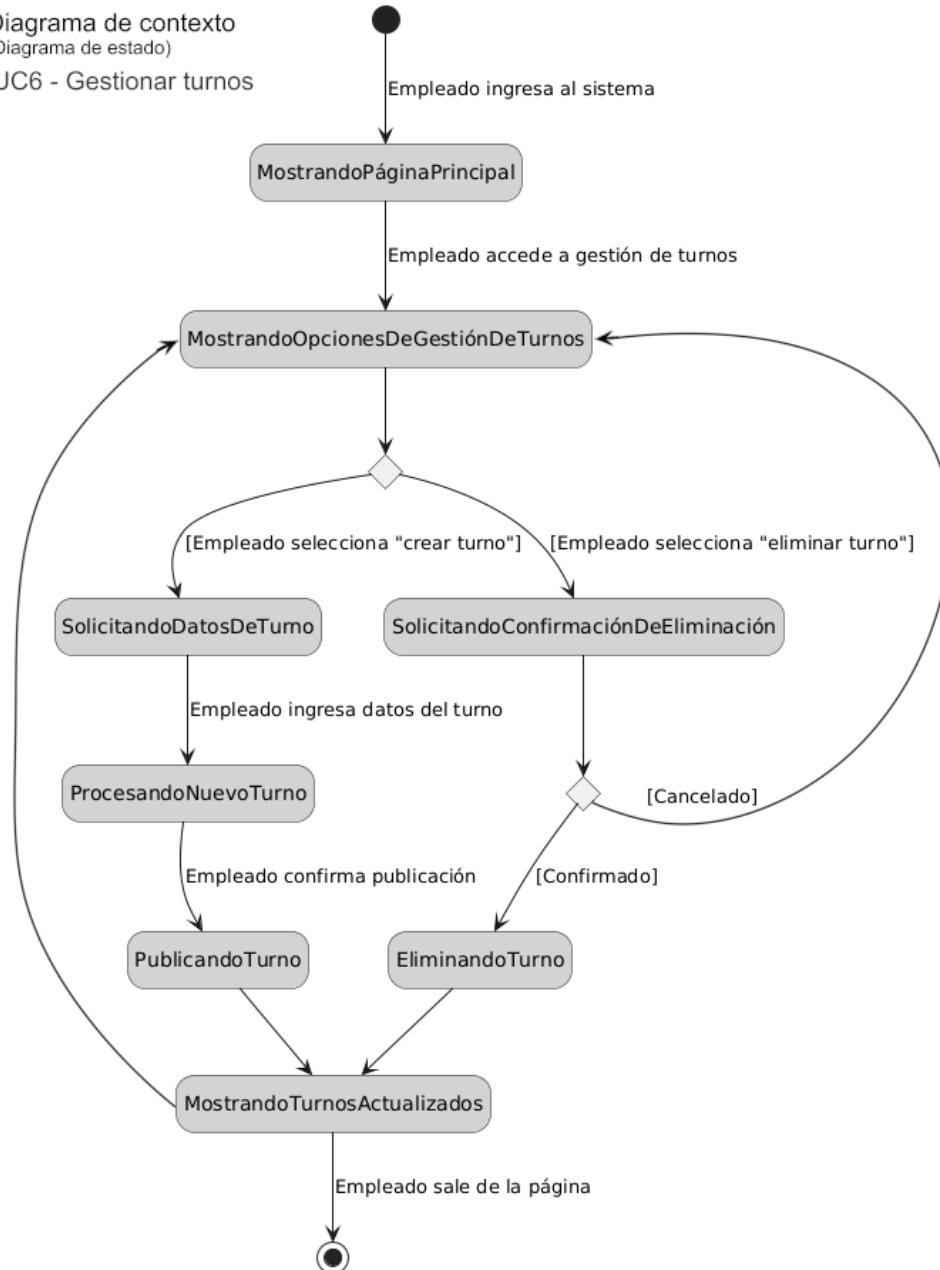 Diagrama de contexto
(Diagrama de estado)
UC6 - Gestionar turnos
Empleado ingresa al sistema
MostrandoPáginaPrincipal
Empleado accede a gestión de turnos
MostrandoOpcionesDeGestiónDeTurnos
[Empleado selecciona "crear turno"]
[Empleado selecciona "eliminar turno"]
SolicitandoDatosDeTurno
SolicitandoConfirmaciónDeEliminación
Empleado ingresa datos del turno
ProcesandoNuevoTurno
[Cancelado]
Empleado confirma publicación
[Confirmado]
PublicandoTurno
EliminandoTurno
MostrandoTurnosActualizados
Empleado sale de la página